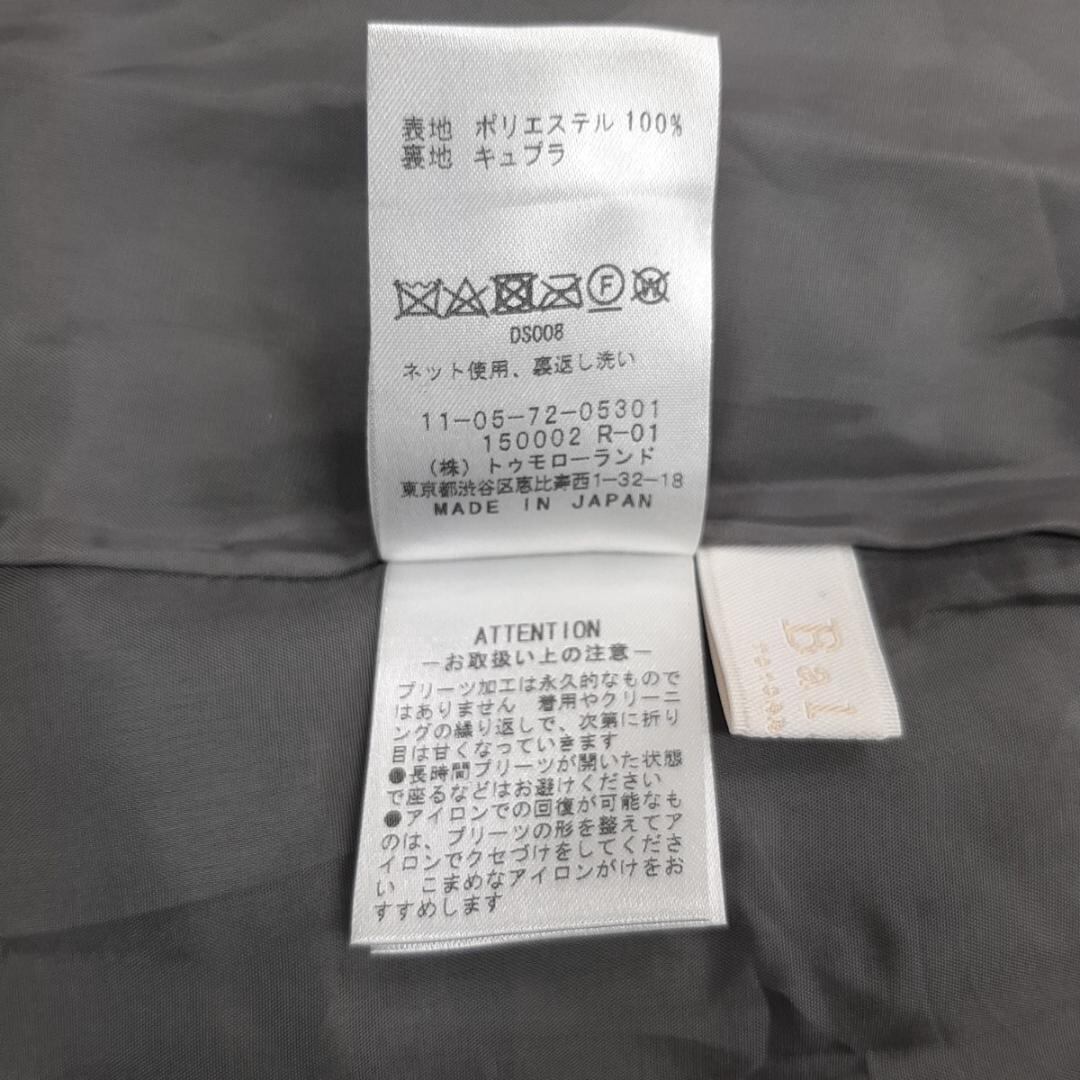 表地 ポリエステル 100%
裏地 キュプラ
F
W
DS008
ネット使用、裏返し洗い
11-05-72-05301
150002 R-01
(株) トゥモローランド
東京都渋谷区恵比寿西1-32-18
MADE IN JAPAN
ATTENTION
－お取扱い上の注意－
プリーツ加工は永久的なもので
はありません 着用やクリーニ
ングの繰り返しで、次第に折り
目は甘くなっていきます
●長時間プリーツが開いた状態
で座るなどはお避けください
●アイロンでの回復が可能なも
のは、プリーツの形を整えてア
イロンでクセづけをしてくださ
い こまめなアイロンがけをお
すすめします
Bal